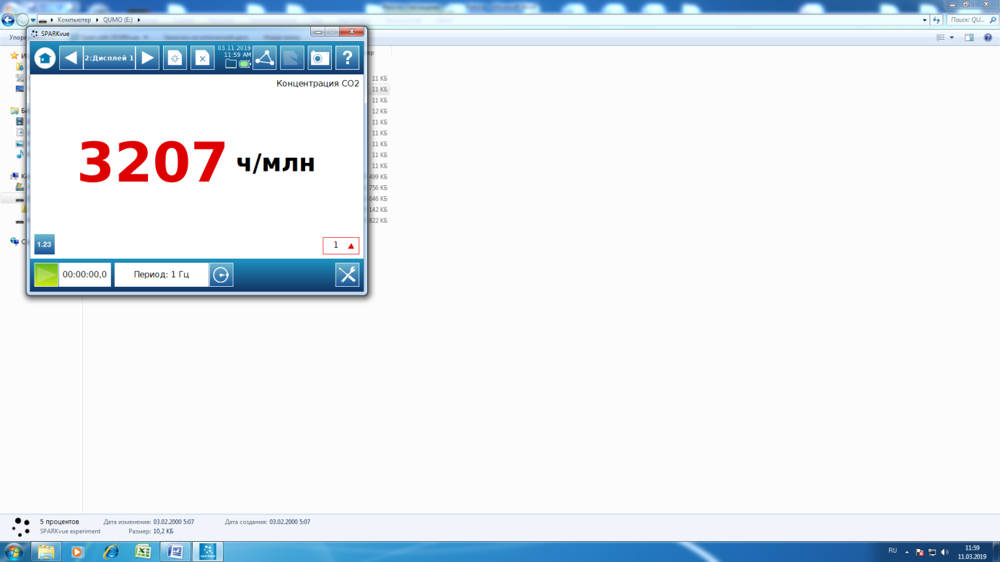 Компьютер
QUMO (E:)
Поиск: QU...
SPARKvue
2:Дисплей 1
03.11.2019
11:59 AM
?
Концентрация CO2
3207 ч/млн
1.23
1
00:00:00,0
Период: 1 Гц
11 КБ
11 КБ
11 КБ
12 КБ
11 КБ
11 КБ
11 КБ
11 КБ
11 КБ
499 КБ
756 КБ
646 КБ
142 КБ
822 КБ
5 процентов
Дата изменения: 03.02.2000 5:07
Дата создания: 03.02.2000 5:07
SPARKvue experiment
Размер: 10,2 КБ
RU
11:59
11.03.2019